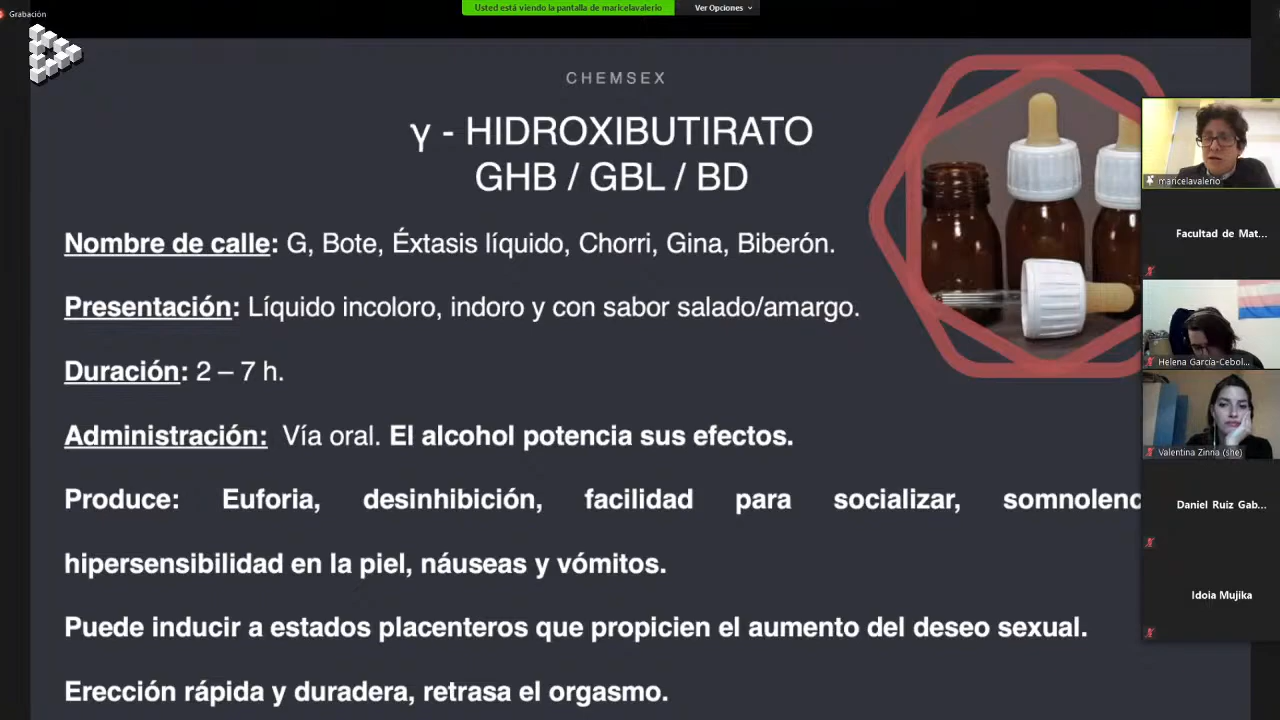 Grabación
Usted está viendo la pantalla de maricelavalerio
Ver Opciones
CHEMSEX
γ - HIDROXIBUTIRATO
GHB / GBL / BD
Nombre de calle: G, Bote, Éxtasis líquido, Chorri, Gina, Biberón.
Presentación: Líquido incoloro, indoro y con sabor salado/amargo.
Duración: 2 – 7 h.
Administración: Vía oral. El alcohol potencia sus efectos.
Produce: Euforia, desinhibición, facilidad para socializar, somnolenc
hipersensibilidad en la piel, náuseas y vómitos.
Puede inducir a estados placenteros que propicien el aumento del deseo sexual.
Erección rápida y duradera, retrasa el orgasmo.
maricelavalerio
Facultad de Mat...
Helena García-Cebol...
Valentina Zinna (she)
Daniel Ruiz Gab...
Idoia Mujika